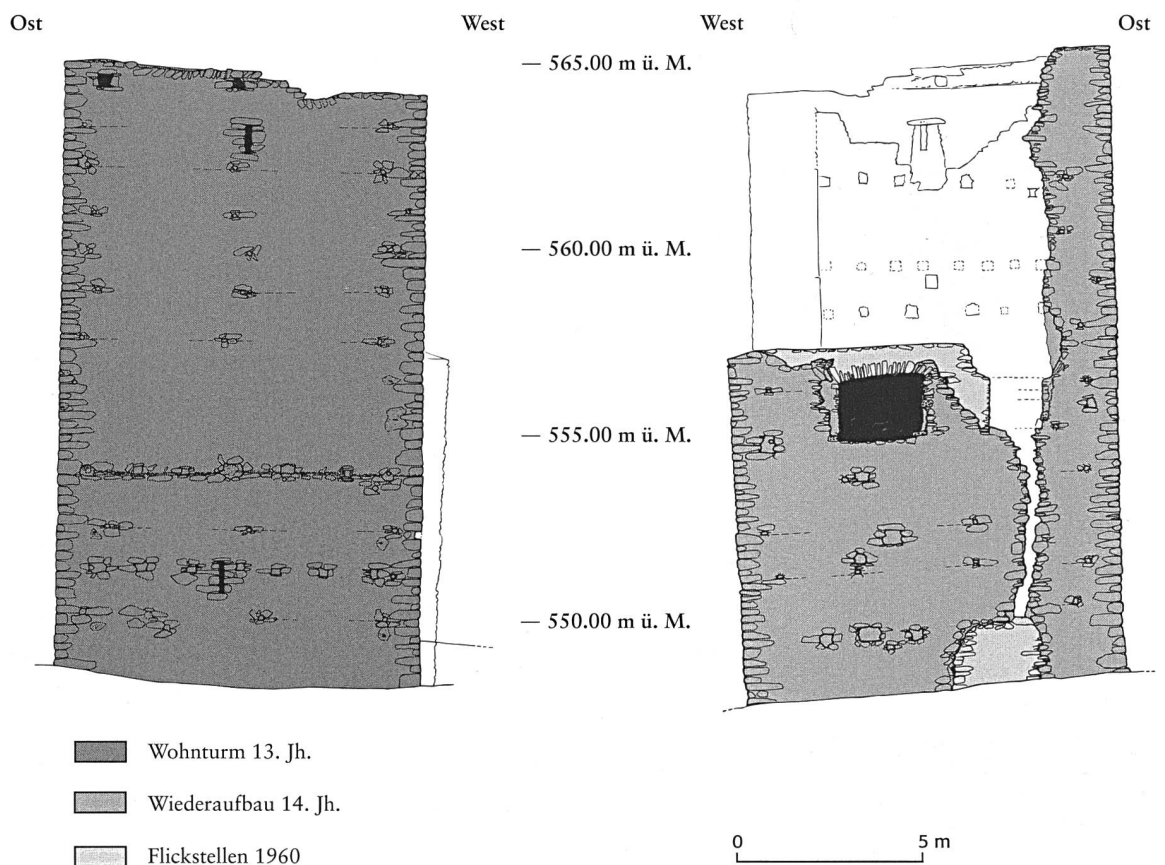 Ost West West Ost
— 565.00 m ü. M.
— 560.00 m ü. M.
— 555.00 m ü. M.
— 550.00 m ü. M.
Wohnturm 13. Jh.
Wiederaufbau 14. Jh.
Flickstellen 1960
0 5 m